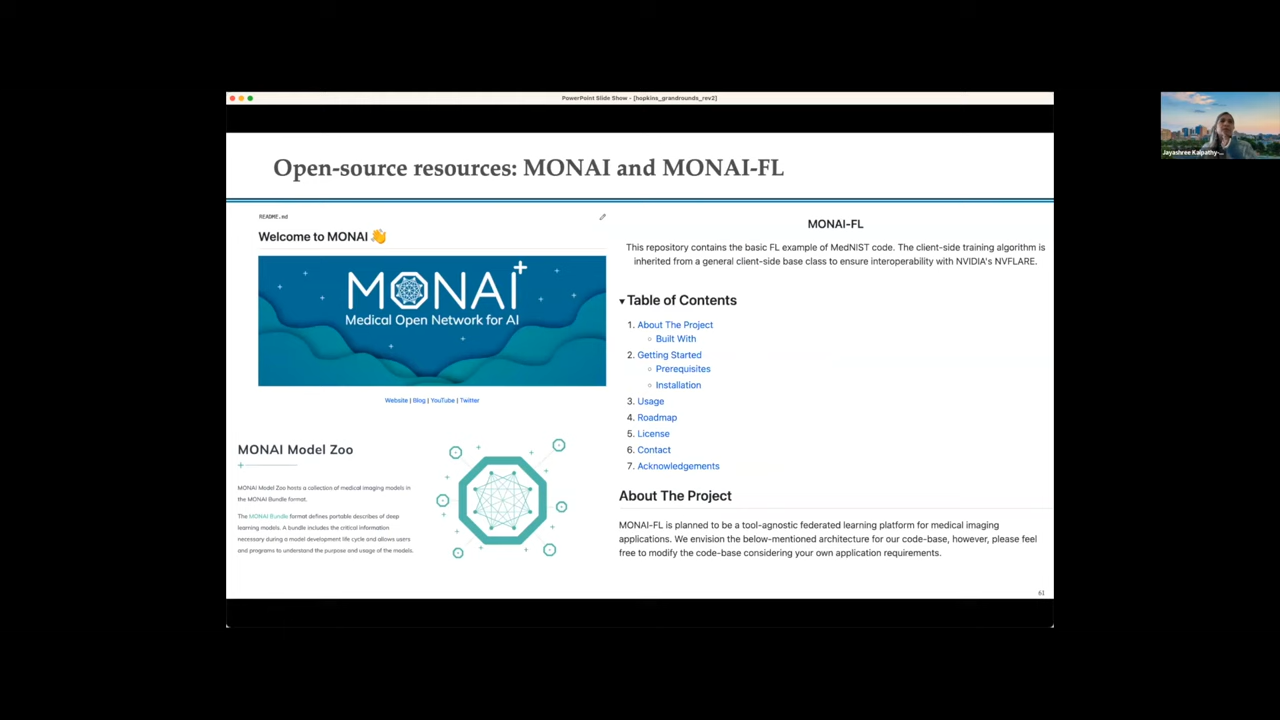 PowerPoint Slide Show - [hopkins_grandrounds_rev2]
Open-source resources: MONAI and MONAI-FL
README.md
Welcome to MONAI 👋
MONAI
Medical Open Network for AI
Website | Blog | YouTube | Twitter
MONAI Model Zoo
MONAI Model Zoo hosts a collection of medical imaging models in
the MONAI Bundle format.
The MONAI Bundle format defines portable describes of deep
learning models. A bundle includes the critical information
necessary during a model development life cycle and allows users
and programs to understand the purpose and usage of the models.
MONAI-FL
This repository contains the basic FL example of MedNIST code. The client-side training algorithm is
inherited from a general client-side base class to ensure interoperability with NVIDIA's NVFLARE.
▾ Table of Contents
1. About The Project
◦ Built With
2. Getting Started
◦ Prerequisites
◦ Installation
3. Usage
4. Roadmap
5. License
6. Contact
7. Acknowledgements
About The Project
MONAI-FL is planned to be a tool-agnostic federated learning platform for medical imaging
applications. We envision the below-mentioned architecture for our code-base, however, please feel
free to modify the code-base considering your own application requirements.
61
Jayashree Kalpathy-...